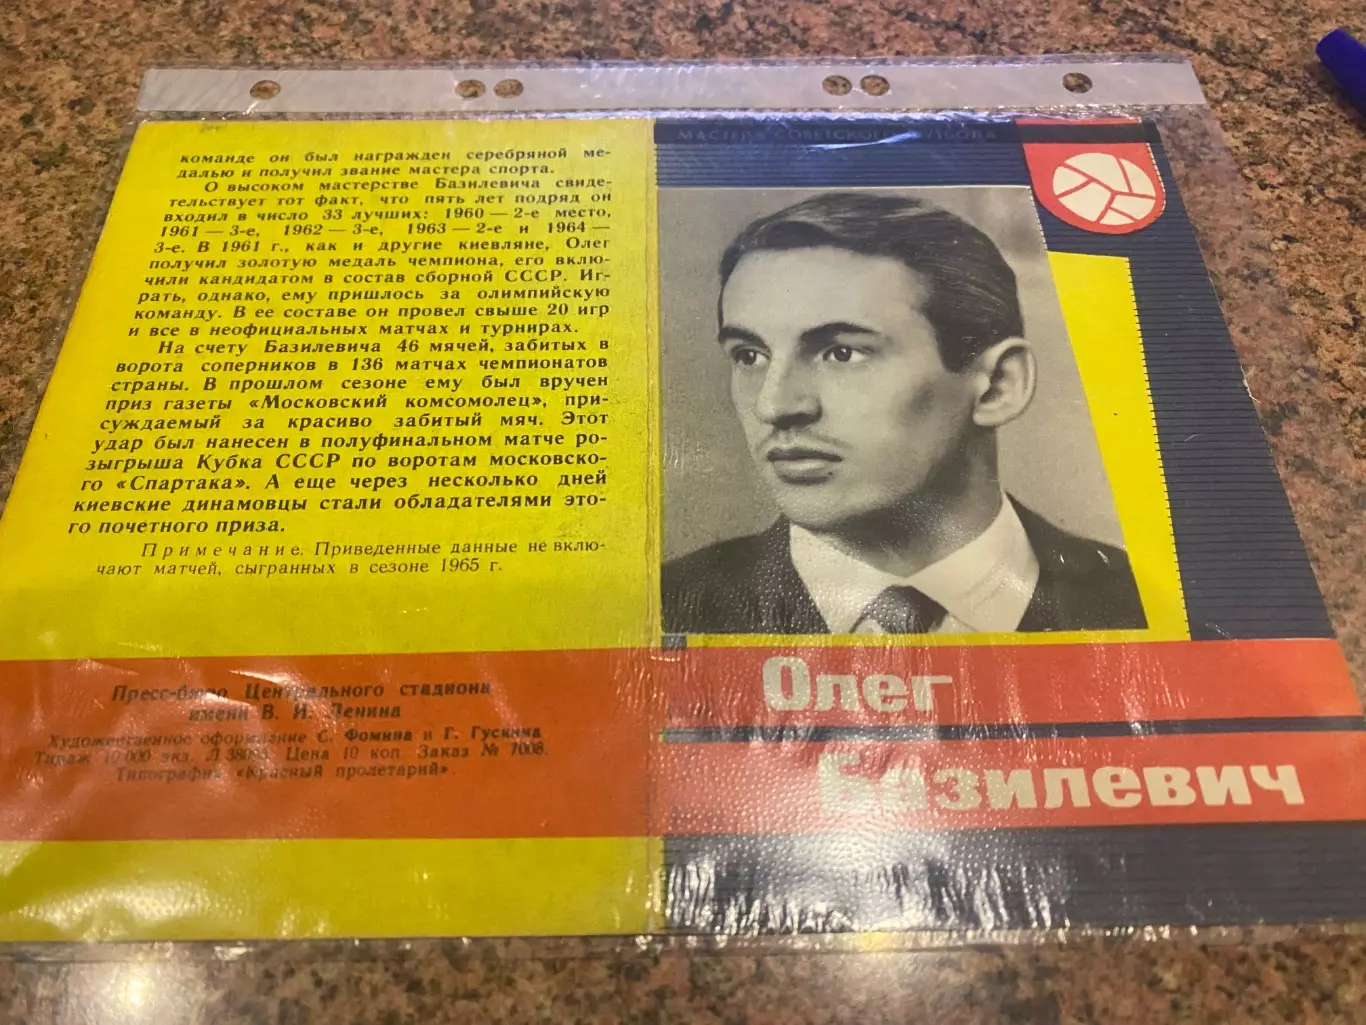 команде он был награжден серебряной ме-
далью и получил звание мастера спорта.
О высоком мастерстве Базилевича свиде-
тельствует тот факт, что пять лет подряд он
входил в число 33 лучших: 1960 — 2-е место,
1961 — 3-е, 1962 — 3-е, 1963 — 2-е и 1964 —
3-е. В 1961 г., как и другие киевляне, Олег
получил золотую медаль чемпиона, его вклю-
чили кандидатом в состав сборной СССР. Иг-
рать, однако, ему пришлось за олимпийскую
команду. В ее составе он провел свыше 20 игр
и все в неофициальных матчах и турнирах.
На счету Базилевича 46 мячей, забитых в
ворота соперников в 136 матчах чемпионатов
страны. В прошлом сезоне ему был вручен
приз газеты «Московский комсомолец», при-
суждаемый за красиво забитый мяч. Этот
удар был нанесен в полуфинальном матче ро-
зыгрыша Кубка СССР по воротам московско-
го «Спартака». А еще через несколько дней
киевские динамовцы стали обладателями это-
го почетного приза.
Примечание. Приведенные данные не вклю-
чают матчей, сыгранных в сезоне 1965 г.
Пресс-бюро Центрального стадиона
имени В. И. Ленина
Художественное оформление С. Фомина и Г. Гускина
Тираж 10 000 экз. Л 38095. Цена 10 коп. Заказ № 7008.
Типография «Красный пролетарий».
МАСТЕРА СОВЕТСКОГО ФУТБОЛА
Олег
Базилевич